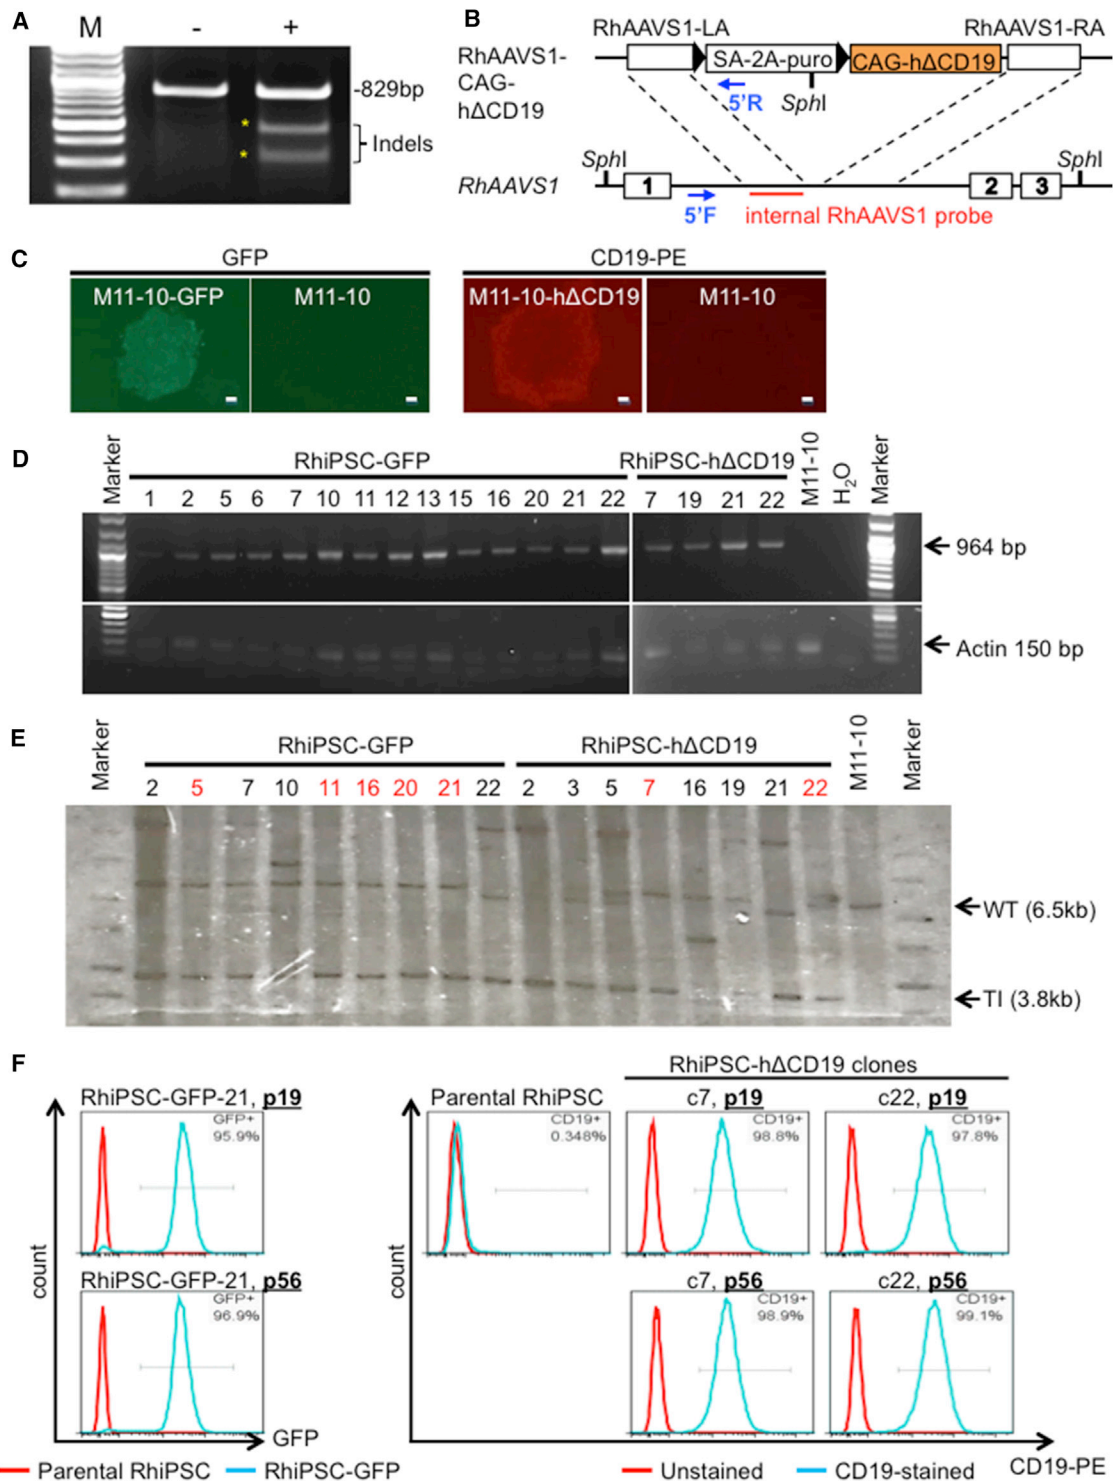 A
M - +
-829bp
* *
Indels
B
RhAAVS1-LA RhAAVS1-RA
RhAAVS1-
CAG-
hΔCD19
SA-2A-puro CAG-hΔCD19
5'R SphI
SphI SphI
RhAAVS1 1 2 3
5'F internal RhAAVS1 probe
C
GFP CD19-PE
M11-10-GFP M11-10 M11-10-hΔCD19 M11-10
D
Marker RhiPSC-GFP RhiPSC-hΔCD19 M11-10 H2O Marker
1 2 5 6 7 10 11 12 13 15 16 20 21 22 7 19 21 22
964 bp
Actin 150 bp
E
Marker RhiPSC-GFP RhiPSC-hΔCD19 M11-10 Marker
2 5 7 10 11 16 20 21 22 2 3 5 7 16 19 21 22
WT (6.5kb)
TI (3.8kb)
F
RhiPSC-hΔCD19 clones
RhiPSC-GFP-21, p19 Parental RhiPSC c7, p19 c22, p19
GFP+ CD19+ CD19+ CD19+
95.9% 0.348% 98.8% 97.8%
RhiPSC-GFP-21, p56 c7, p56 c22, p56
GFP+ CD19+ CD19+
96.9% 98.9% 99.1%
count count
GFP CD19-PE
Parental RhiPSC RhiPSC-GFP Unstained CD19-stained